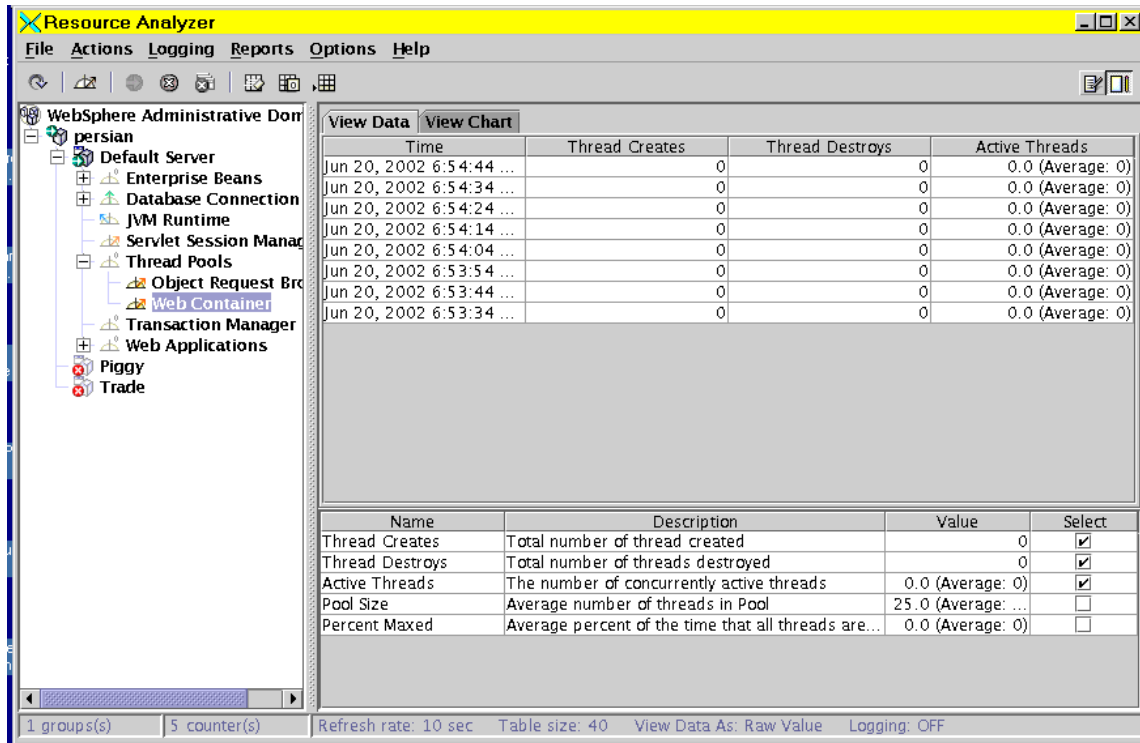 Resource Analyzer
File Actions Logging Reports Options Help
WebSphere Administrative Dom
persian
Default Server
Enterprise Beans
Database Connection
JVM Runtime
Servlet Session Manag
Thread Pools
Object Request Bro
Web Container
Transaction Manager
Web Applications
Piggy
Trade
View Data View Chart
Time Thread Creates Thread Destroys Active Threads
Jun 20, 2002 6:54:44 ... 0 0 0.0 (Average: 0)
Jun 20, 2002 6:54:34 ... 0 0 0.0 (Average: 0)
Jun 20, 2002 6:54:24 ... 0 0 0.0 (Average: 0)
Jun 20, 2002 6:54:14 ... 0 0 0.0 (Average: 0)
Jun 20, 2002 6:54:04 ... 0 0 0.0 (Average: 0)
Jun 20, 2002 6:53:54 ... 0 0 0.0 (Average: 0)
Jun 20, 2002 6:53:44 ... 0 0 0.0 (Average: 0)
Jun 20, 2002 6:53:34 ... 0 0 0.0 (Average: 0)
Name Description Value Select
Thread Creates Total number of thread created 0
Thread Destroys Total number of threads destroyed 0
Active Threads The number of concurrently active threads 0.0 (Average: 0)
Pool Size Average number of threads in Pool 25.0 (Average: ...
Percent Maxed Average percent of the time that all threads are... 0.0 (Average: 0)
1 groups(s) 5 counter(s) Refresh rate: 10 sec Table size: 40 View Data As: Raw Value Logging: OFF